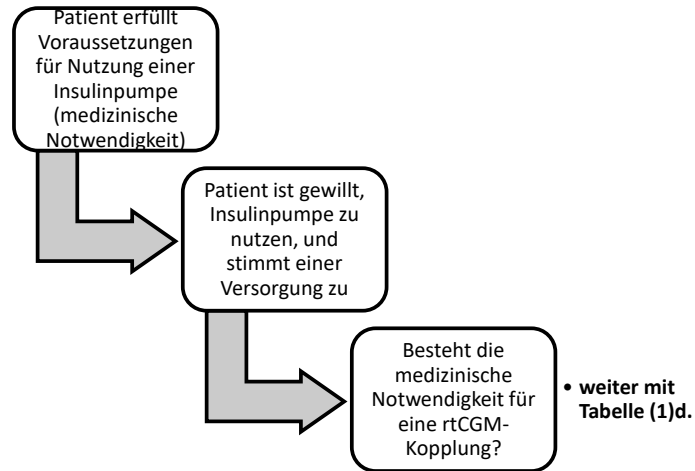 Patient erfüllt
Voraussetzungen
für Nutzung einer
Insulinpumpe
(medizinische
Notwendigkeit)
Patient ist gewillt,
Insulinpumpe zu
nutzen, und
stimmt einer
Versorgung zu
Besteht die
medizinische
Notwendigkeit für
eine rtCGM-
Kopplung?
• weiter mit
Tabelle (1)d.